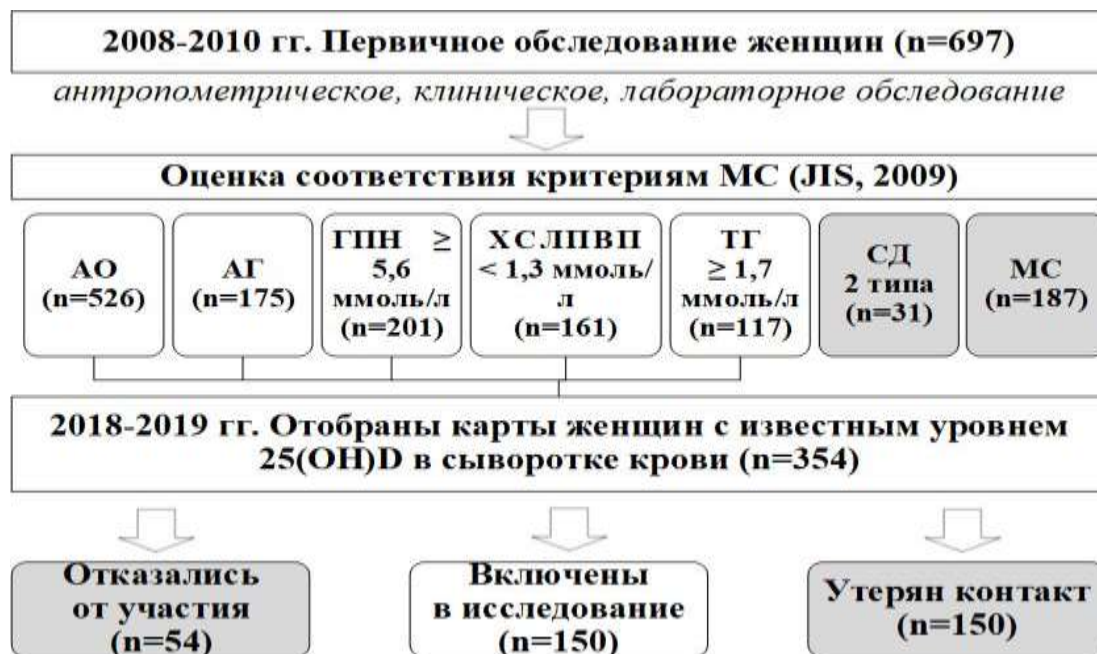 2008-2010 гг. Первичное обследование женщин (n=697)
антропометрическое, клиническое, лабораторное обследование
Оценка соответствия критериям МС (JIS, 2009)
АО
(n=526)
АГ
(n=175)
ГПН ≥
5,6
ммоль/л
(n=201)
ХСЛПВП
< 1,3 ммоль/
л
(n=161)
ТГ
≥ 1,7
ммоль/л
(n=117)
СД
2 типа
(n=31)
МС
(n=187)
2018-2019 гг. Отобраны карты женщин с известным уровнем
25(OH)D в сыворотке крови (n=354)
Отказались
от участия
(n=54)
Включены
в исследование
(n=150)
Утерян контакт
(n=150)